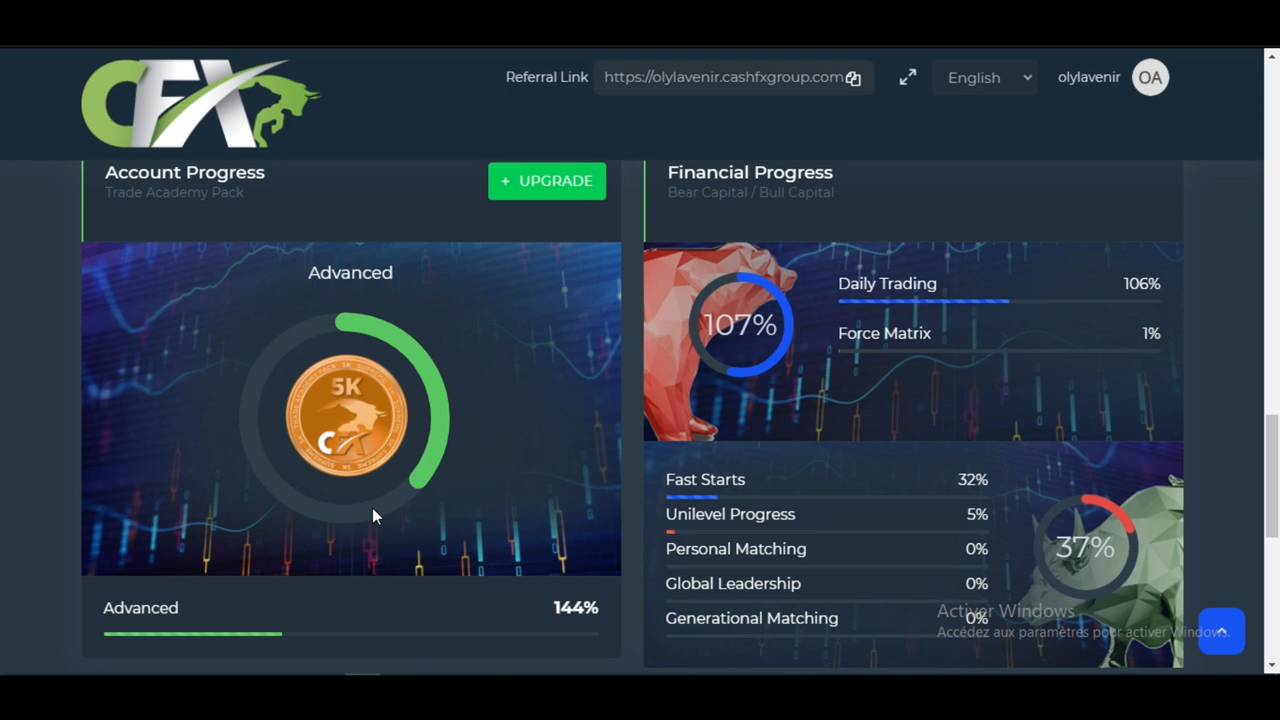 CFX
Referral Link https://olylavenir.cashfxgroup.com English olylavenir OA
Account Progress
Trade Academy Pack
+ UPGRADE
Advanced
5K
CFX
Advanced 144%
Financial Progress
Bear Capital / Bull Capital
107%
Daily Trading 106%
Force Matrix 1%
Fast Starts 32%
Unilevel Progress 5%
Personal Matching 0%
Global Leadership 0%
Generational Matching 0%
37%
Activer Windows
Accédez aux paramètres pour activer Windows.